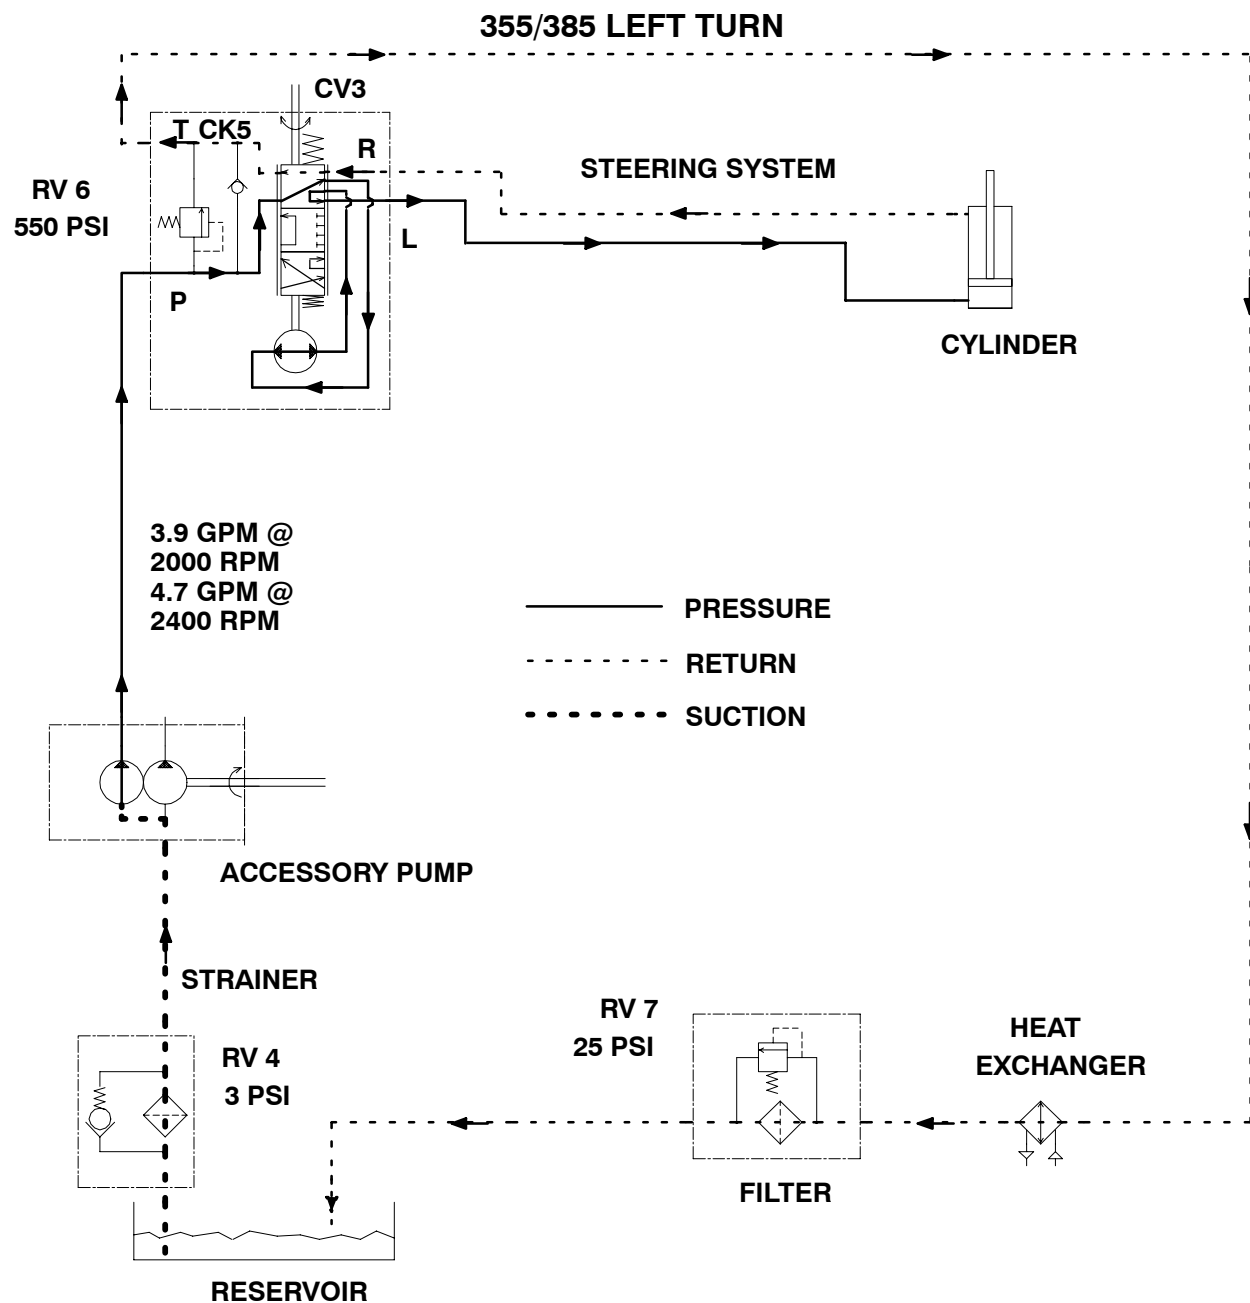 355/385 LEFT TURN
CV3
T CK5
R
RV 6
550 PSI
STEERING SYSTEM
L
P
CYLINDER
3.9 GPM @
2000 RPM
4.7 GPM @
2400 RPM
PRESSURE
RETURN
SUCTION
ACCESSORY PUMP
STRAINER
RV 4
3 PSI
RV 7
25 PSI
HEAT
EXCHANGER
FILTER
RESERVOIR